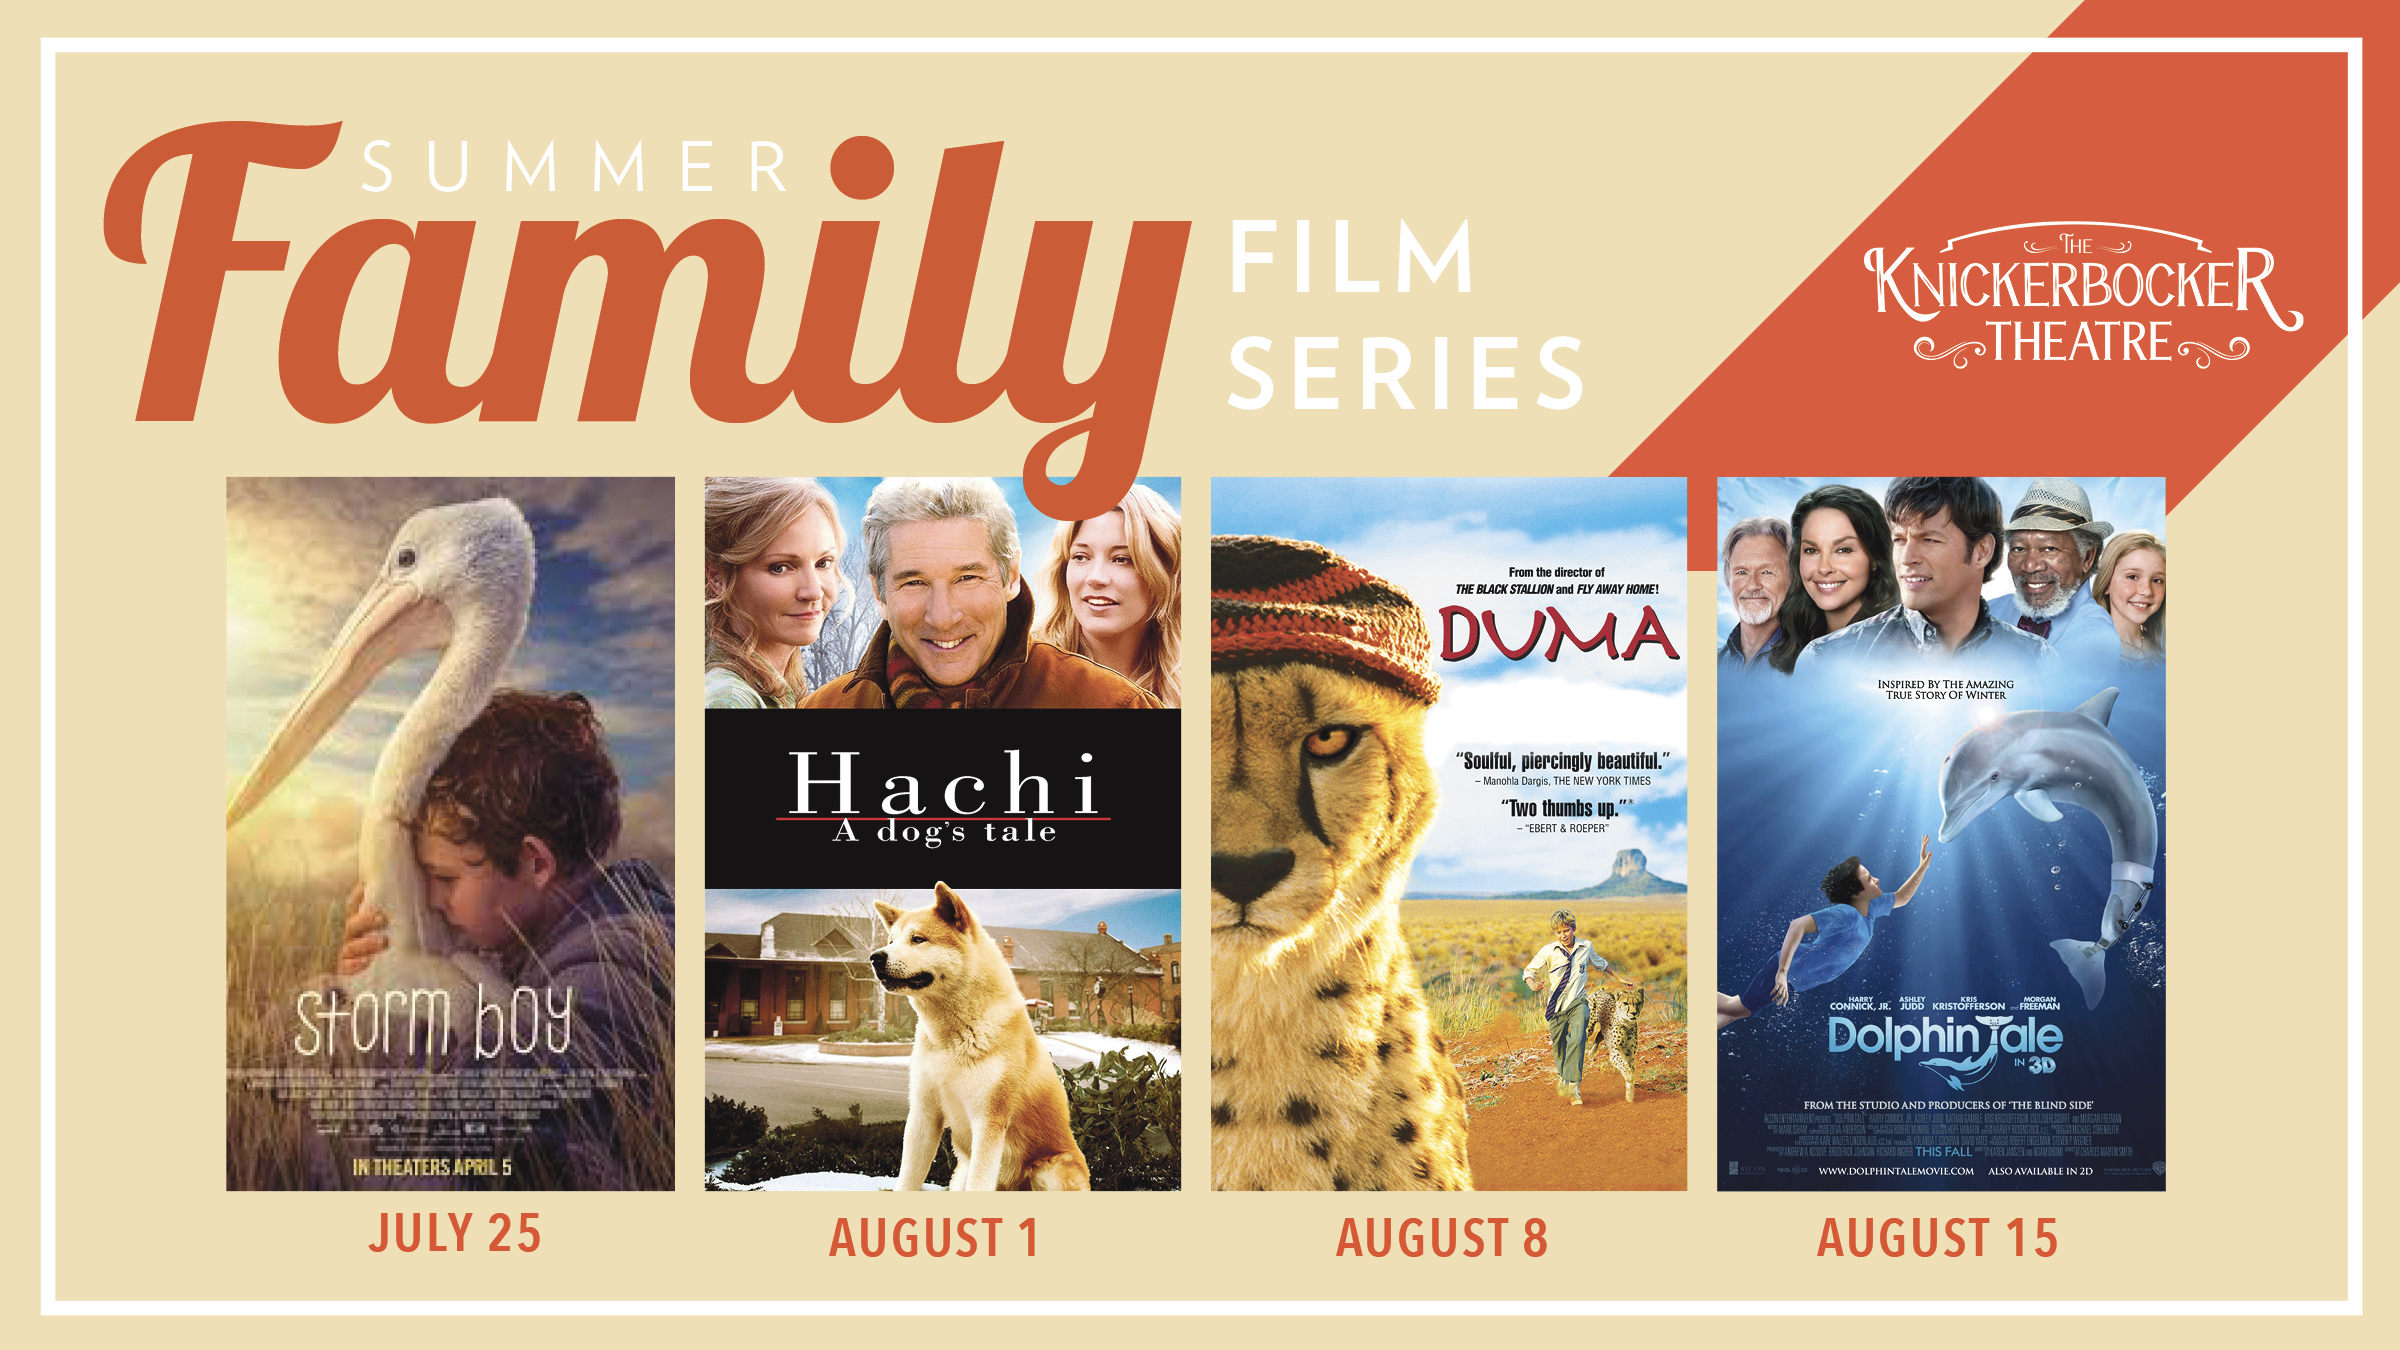 SUMMER
Family
FILM
SERIES
THE
KNICKERBOCKER
THEATRE
storm boy
IN THEATERS APRIL 5
JULY 25
Hachi
A dog's tale
AUGUST 1
From the director of
THE BLACK STALLION and FLY AWAY HOME!
DUMA
“Soulful, piercingly beautiful.”
– Manohla Dargis, THE NEW YORK TIMES
“Two thumbs up.”®
– “EBERT & ROEPER”
AUGUST 8
INSPIRED BY THE AMAZING
TRUE STORY OF WINTER
HARRY CONNICK, JR. ASHLEY JUDD KRIS KRISTOFFERSON and MORGAN FREEMAN
Dolphin Tale
IN 3D
FROM THE STUDIO AND PRODUCERS OF ‘THE BLIND SIDE’
THIS FALL
WWW.DOLPHINTALEMOVIE.COM ALSO AVAILABLE IN 2D
AUGUST 15